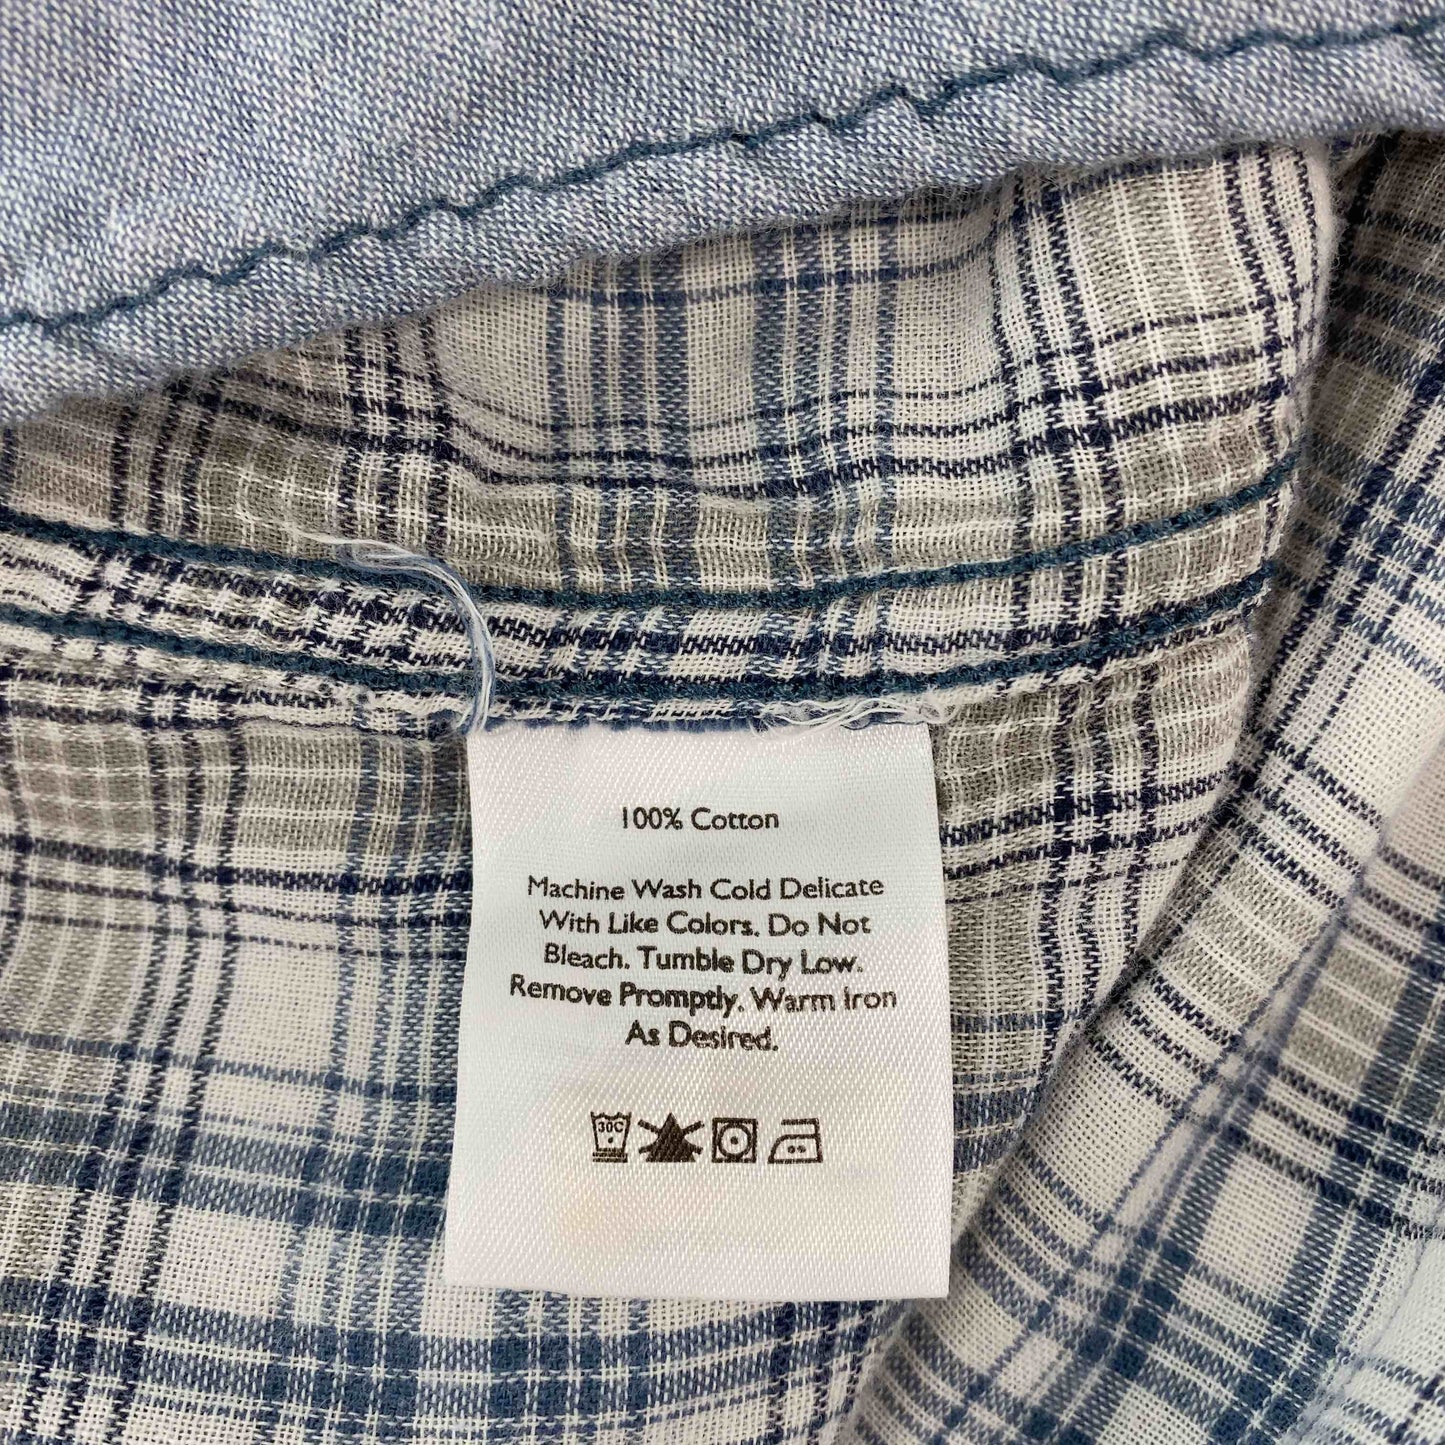 100% Cotton
Machine Wash Cold Delicate
With Like Colors. Do Not
Bleach. Tumble Dry Low.
Remove Promptly. Warm Iron
As Desired.
30C